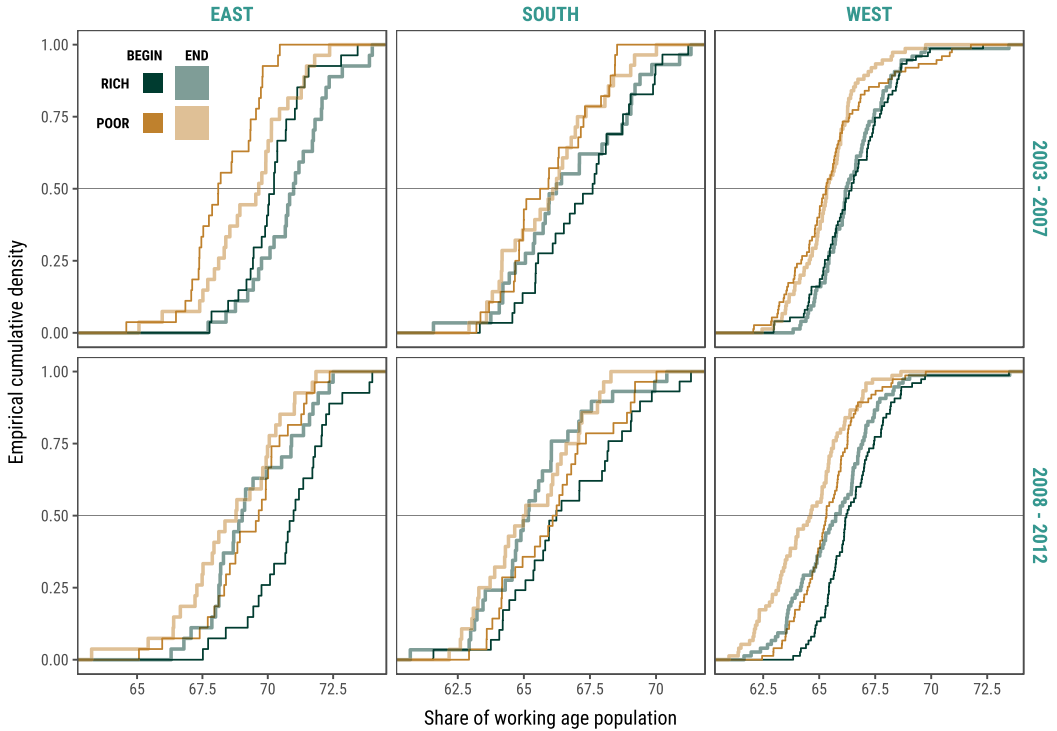 EAST SOUTH WEST
BEGIN END
RICH
POOR
1.00
0.75
0.50
0.25
0.00
2003 - 2007
1.00
0.75
0.50
0.25
0.00
2008 - 2012
Empirical cumulative density
65 67.5 70 72.5 62.5 65 67.5 70 62.5 65 67.5 70 72.5
Share of working age population